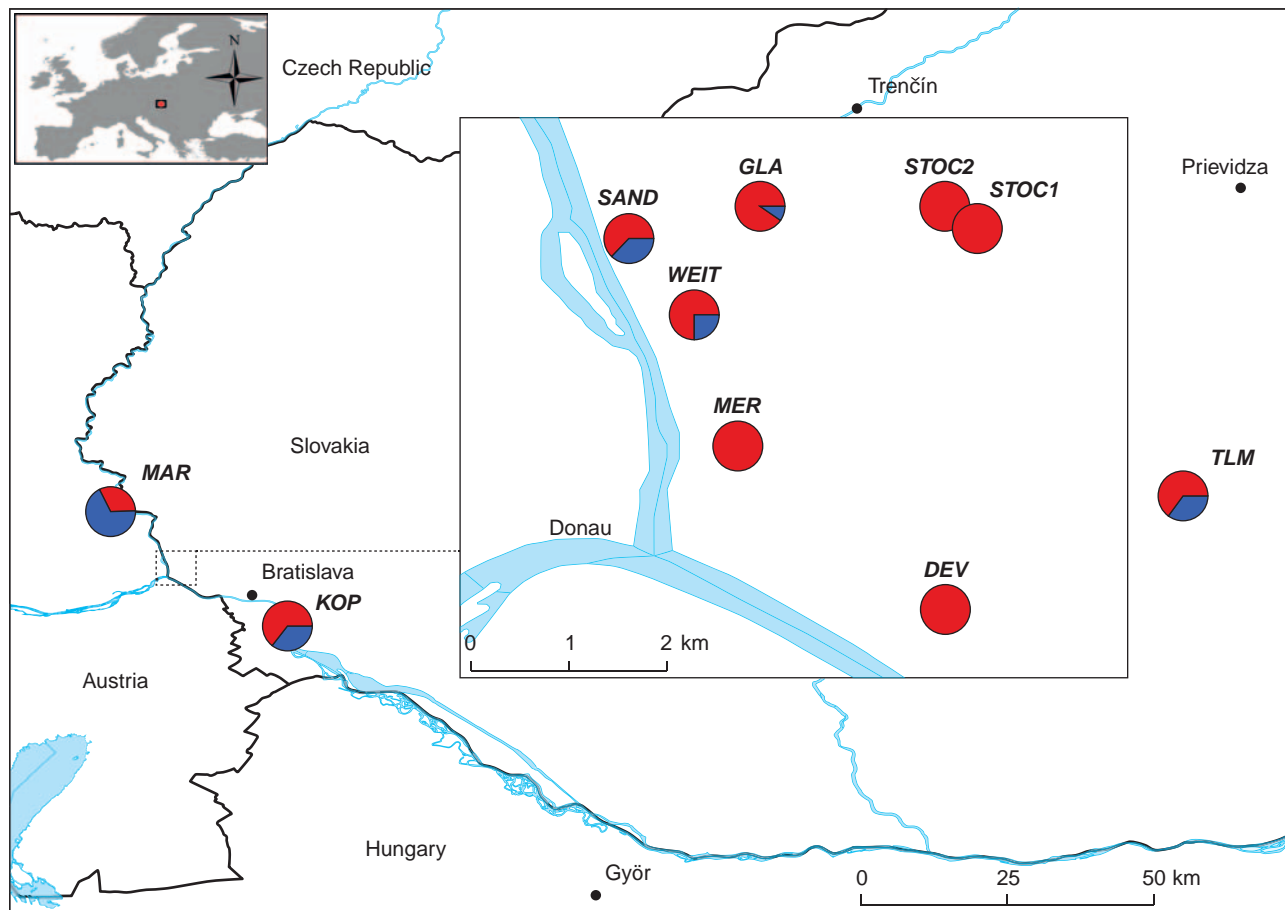 N
Czech Republic
Trenčín
Prievidza
GLA
STOC2
STOC1
SAND
WEIT
MER
Slovakia
MAR
TLM
Donau
Bratislava
DEV
KOP
0 1 2 km
Austria
Hungary
Györ
0 25 50 km